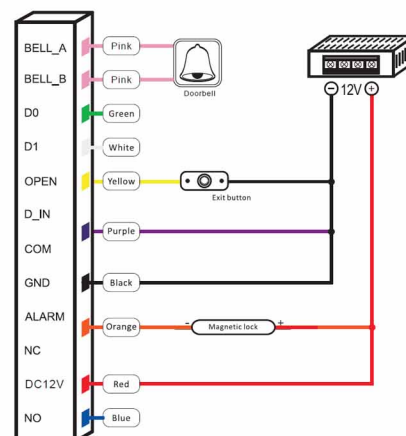 BELL_A Pink
BELL_B Pink
Doorbell
12V
D0 Green
D1 White
OPEN Yellow
Exit button
D_IN
Purple
COM
GND Black
ALARM
Orange - Magnetic lock +
NC
DC12V Red
NO Blue